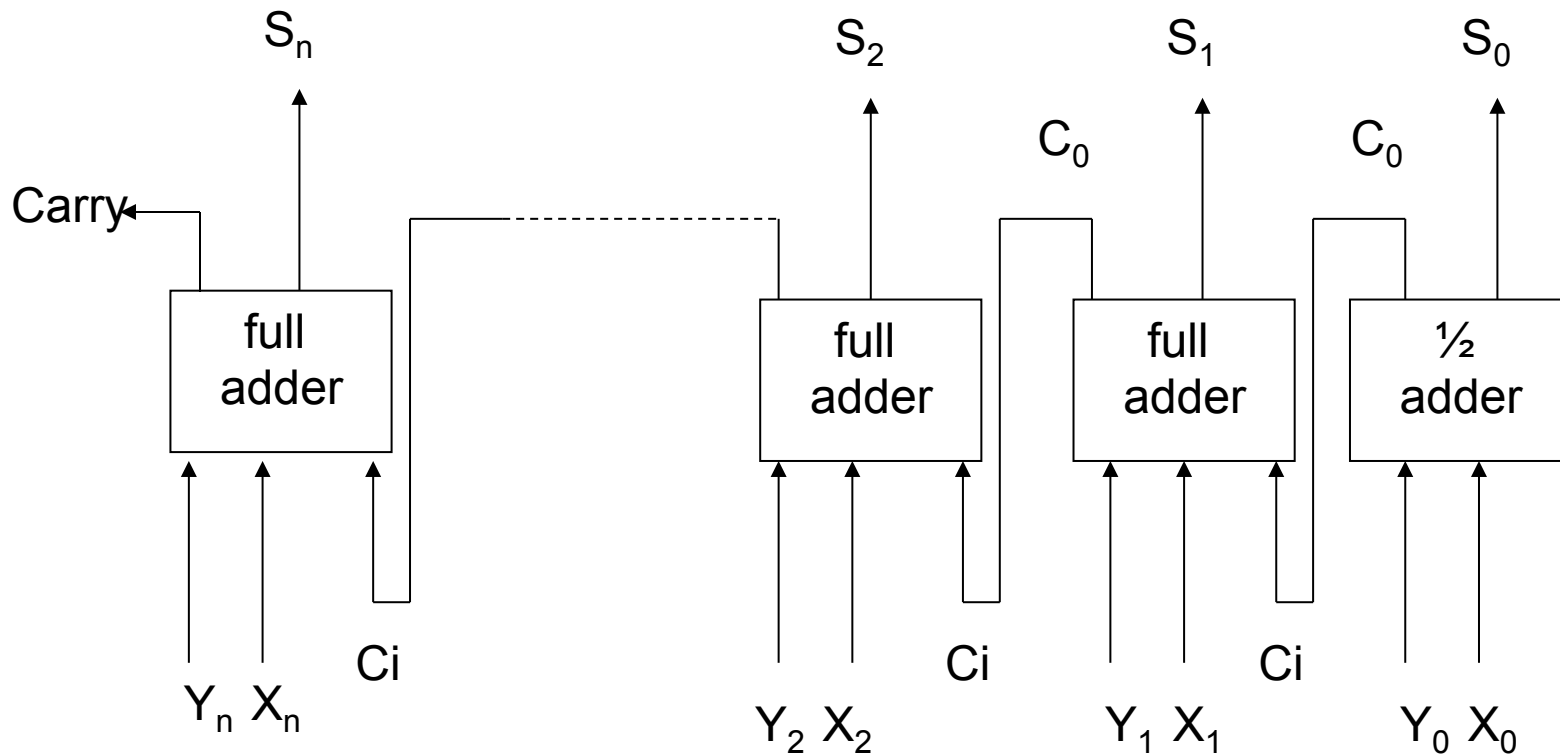 Sₙ S₂ S₁ S₀
C₀ C₀
Carry
full full full ½
adder adder adder adder
Ci Ci Ci
Yₙ Xₙ Y₂ X₂ Y₁ X₁ Y₀ X₀